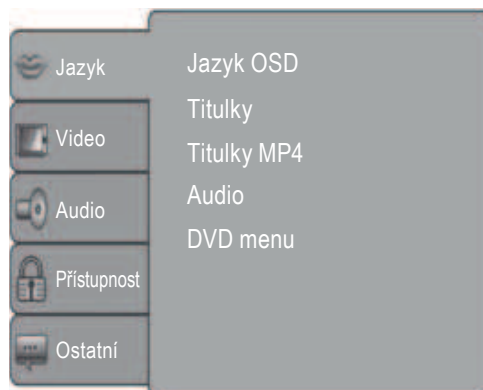 Jazyk
Video
Audio
Přístupnost
Ostatní
Jazyk OSD
Titulky
Titulky MP4
Audio
DVD menu